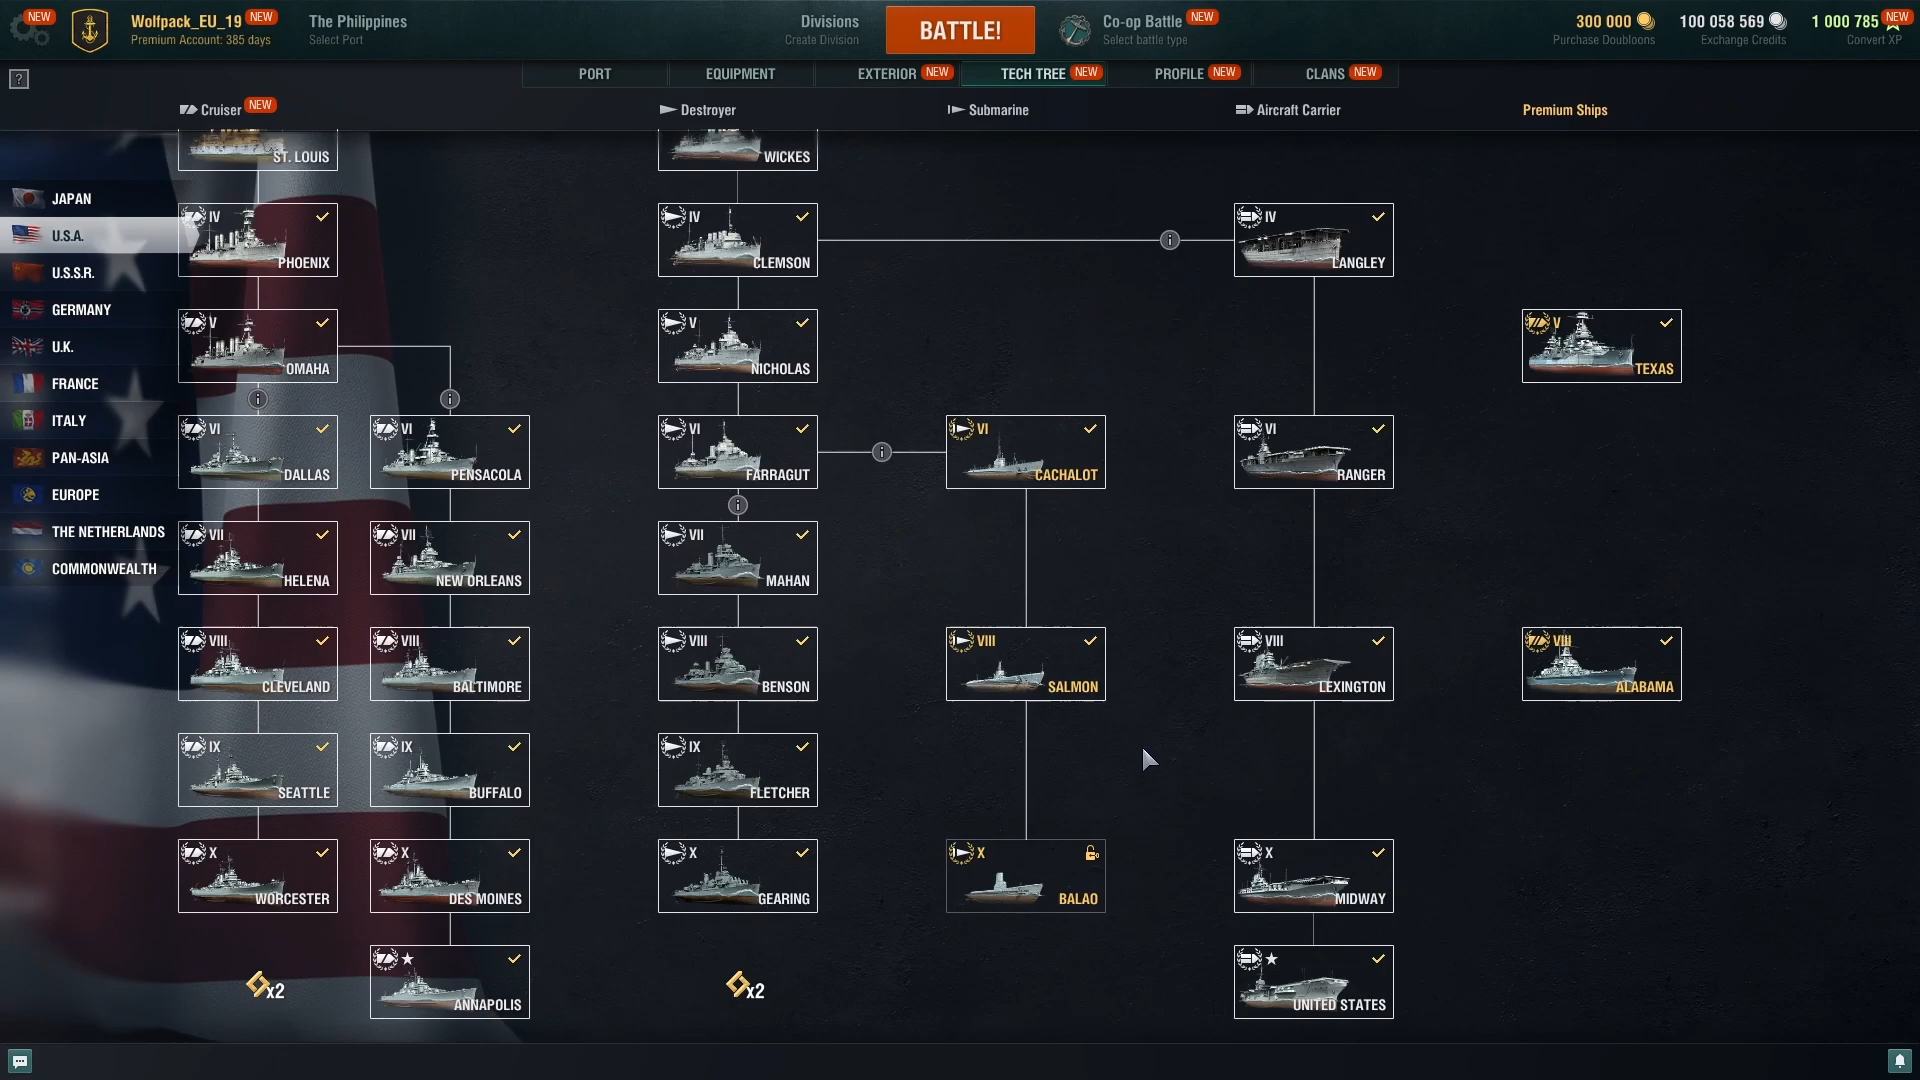 NEW
Wolfpack_EU_19 NEW
Premium Account: 385 days
The Philippines
Select Port
Divisions
Create Division
BATTLE!
Co-op Battle NEW
Select battle type
300 000
Purchase Doubloons
100 058 569
Exchange Credits
1 000 785 NEW
Convert XP
?
PORT
EQUIPMENT
EXTERIOR NEW
TECH TREE NEW
PROFILE NEW
CLANS NEW
Cruiser NEW
Destroyer
Submarine
Aircraft Carrier
Premium Ships
JAPAN
U.S.A.
U.S.S.R.
GERMANY
U.K.
FRANCE
ITALY
PAN-ASIA
EUROPE
THE NETHERLANDS
COMMONWEALTH
ST. LOUIS
WICKES
IV
PHOENIX
IV
CLEMSON
i
IV
LANGLEY
V
OMAHA
V
NICHOLAS
V
TEXAS
i
i
VI
DALLAS
VI
PENSACOLA
VI
FARRAGUT
i
VI
CACHALOT
VI
RANGER
i
VII
HELENA
VII
NEW ORLEANS
VII
MAHAN
VIII
CLEVELAND
VIII
BALTIMORE
VIII
BENSON
VIII
SALMON
VIII
LEXINGTON
VIII
ALABAMA
IX
SEATTLE
IX
BUFFALO
IX
FLETCHER
X
WORCESTER
X
DES MOINES
X
GEARING
X
BALAO
X
MIDWAY
x2
ANNAPOLIS
x2
UNITED STATES